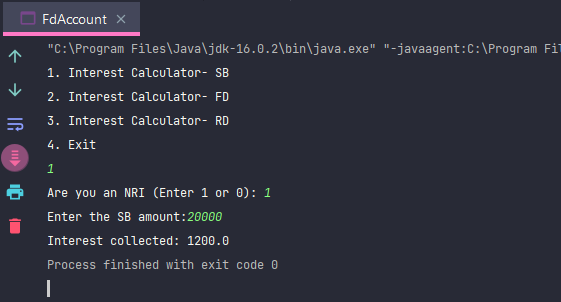 FdAccount
"C:\Program Files\Java\jdk-16.0.2\bin\java.exe" "-javaagent:C:\Program Fil
1. Interest Calculator- SB
2. Interest Calculator- FD
3. Interest Calculator- RD
4. Exit
1
Are you an NRI (Enter 1 or 0): 1
Enter the SB amount:20000
Interest collected: 1200.0
Process finished with exit code 0